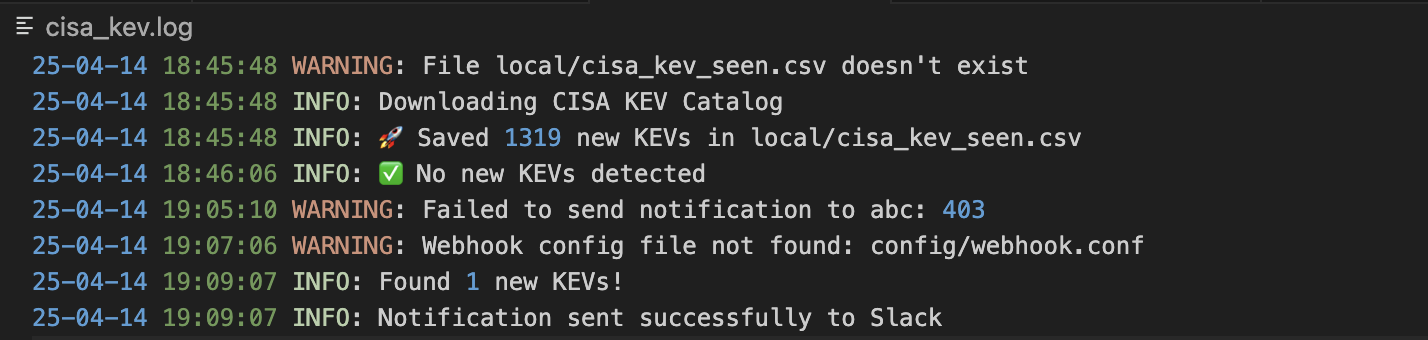 cisa_kev.log
25-04-14 18:45:48 WARNING: File local/cisa_kev_seen.csv doesn't exist
25-04-14 18:45:48 INFO: Downloading CISA KEV Catalog
25-04-14 18:45:48 INFO: 🚀 Saved 1319 new KEVs in local/cisa_kev_seen.csv
25-04-14 18:46:06 INFO: ✅ No new KEVs detected
25-04-14 19:05:10 WARNING: Failed to send notification to abc: 403
25-04-14 19:07:06 WARNING: Webhook config file not found: config/webhook.conf
25-04-14 19:09:07 INFO: Found 1 new KEVs!
25-04-14 19:09:07 INFO: Notification sent successfully to Slack